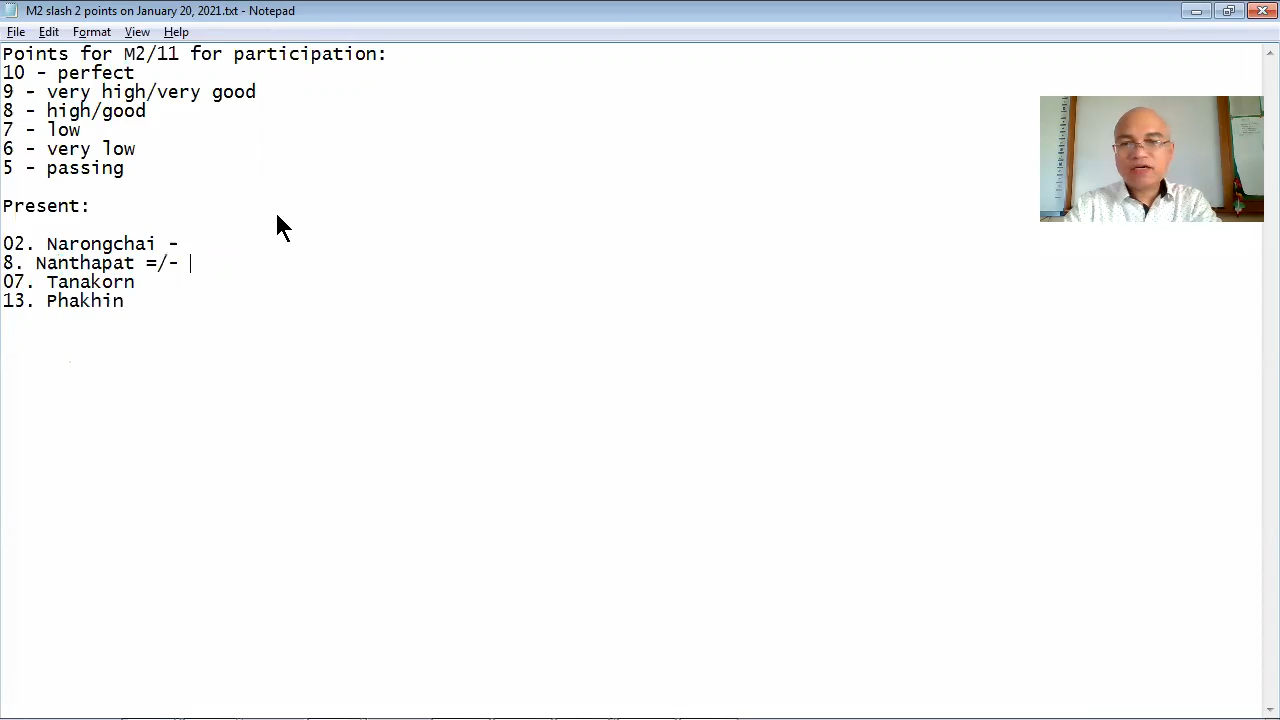 M2 slash 2 points on January 20, 2021.txt - Notepad
File Edit Format View Help
Points for M2/11 for participation:
10 - perfect
9 - very high/very good
8 - high/good
7 - low
6 - very low
5 - passing
Present:
02. Narongchai -
8. Nanthapat =/-
07. Tanakorn
13. Phakhin